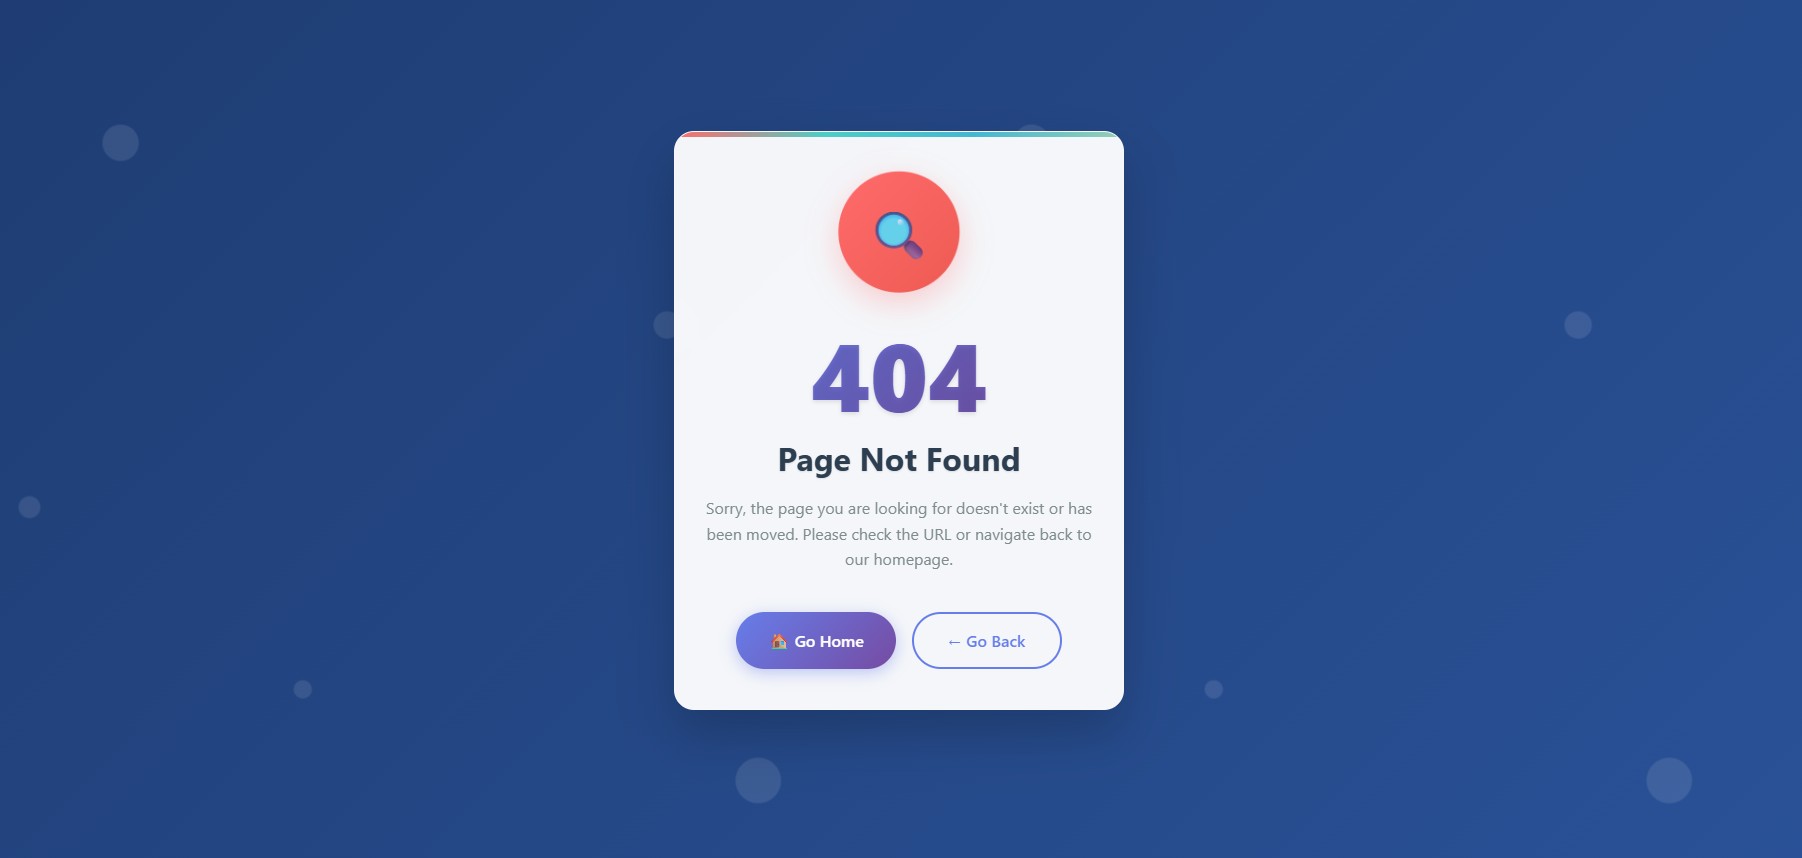 404
Page Not Found
Sorry, the page you are looking for doesn't exist or has
been moved. Please check the URL or navigate back to
our homepage.
🏠 Go Home
← Go Back